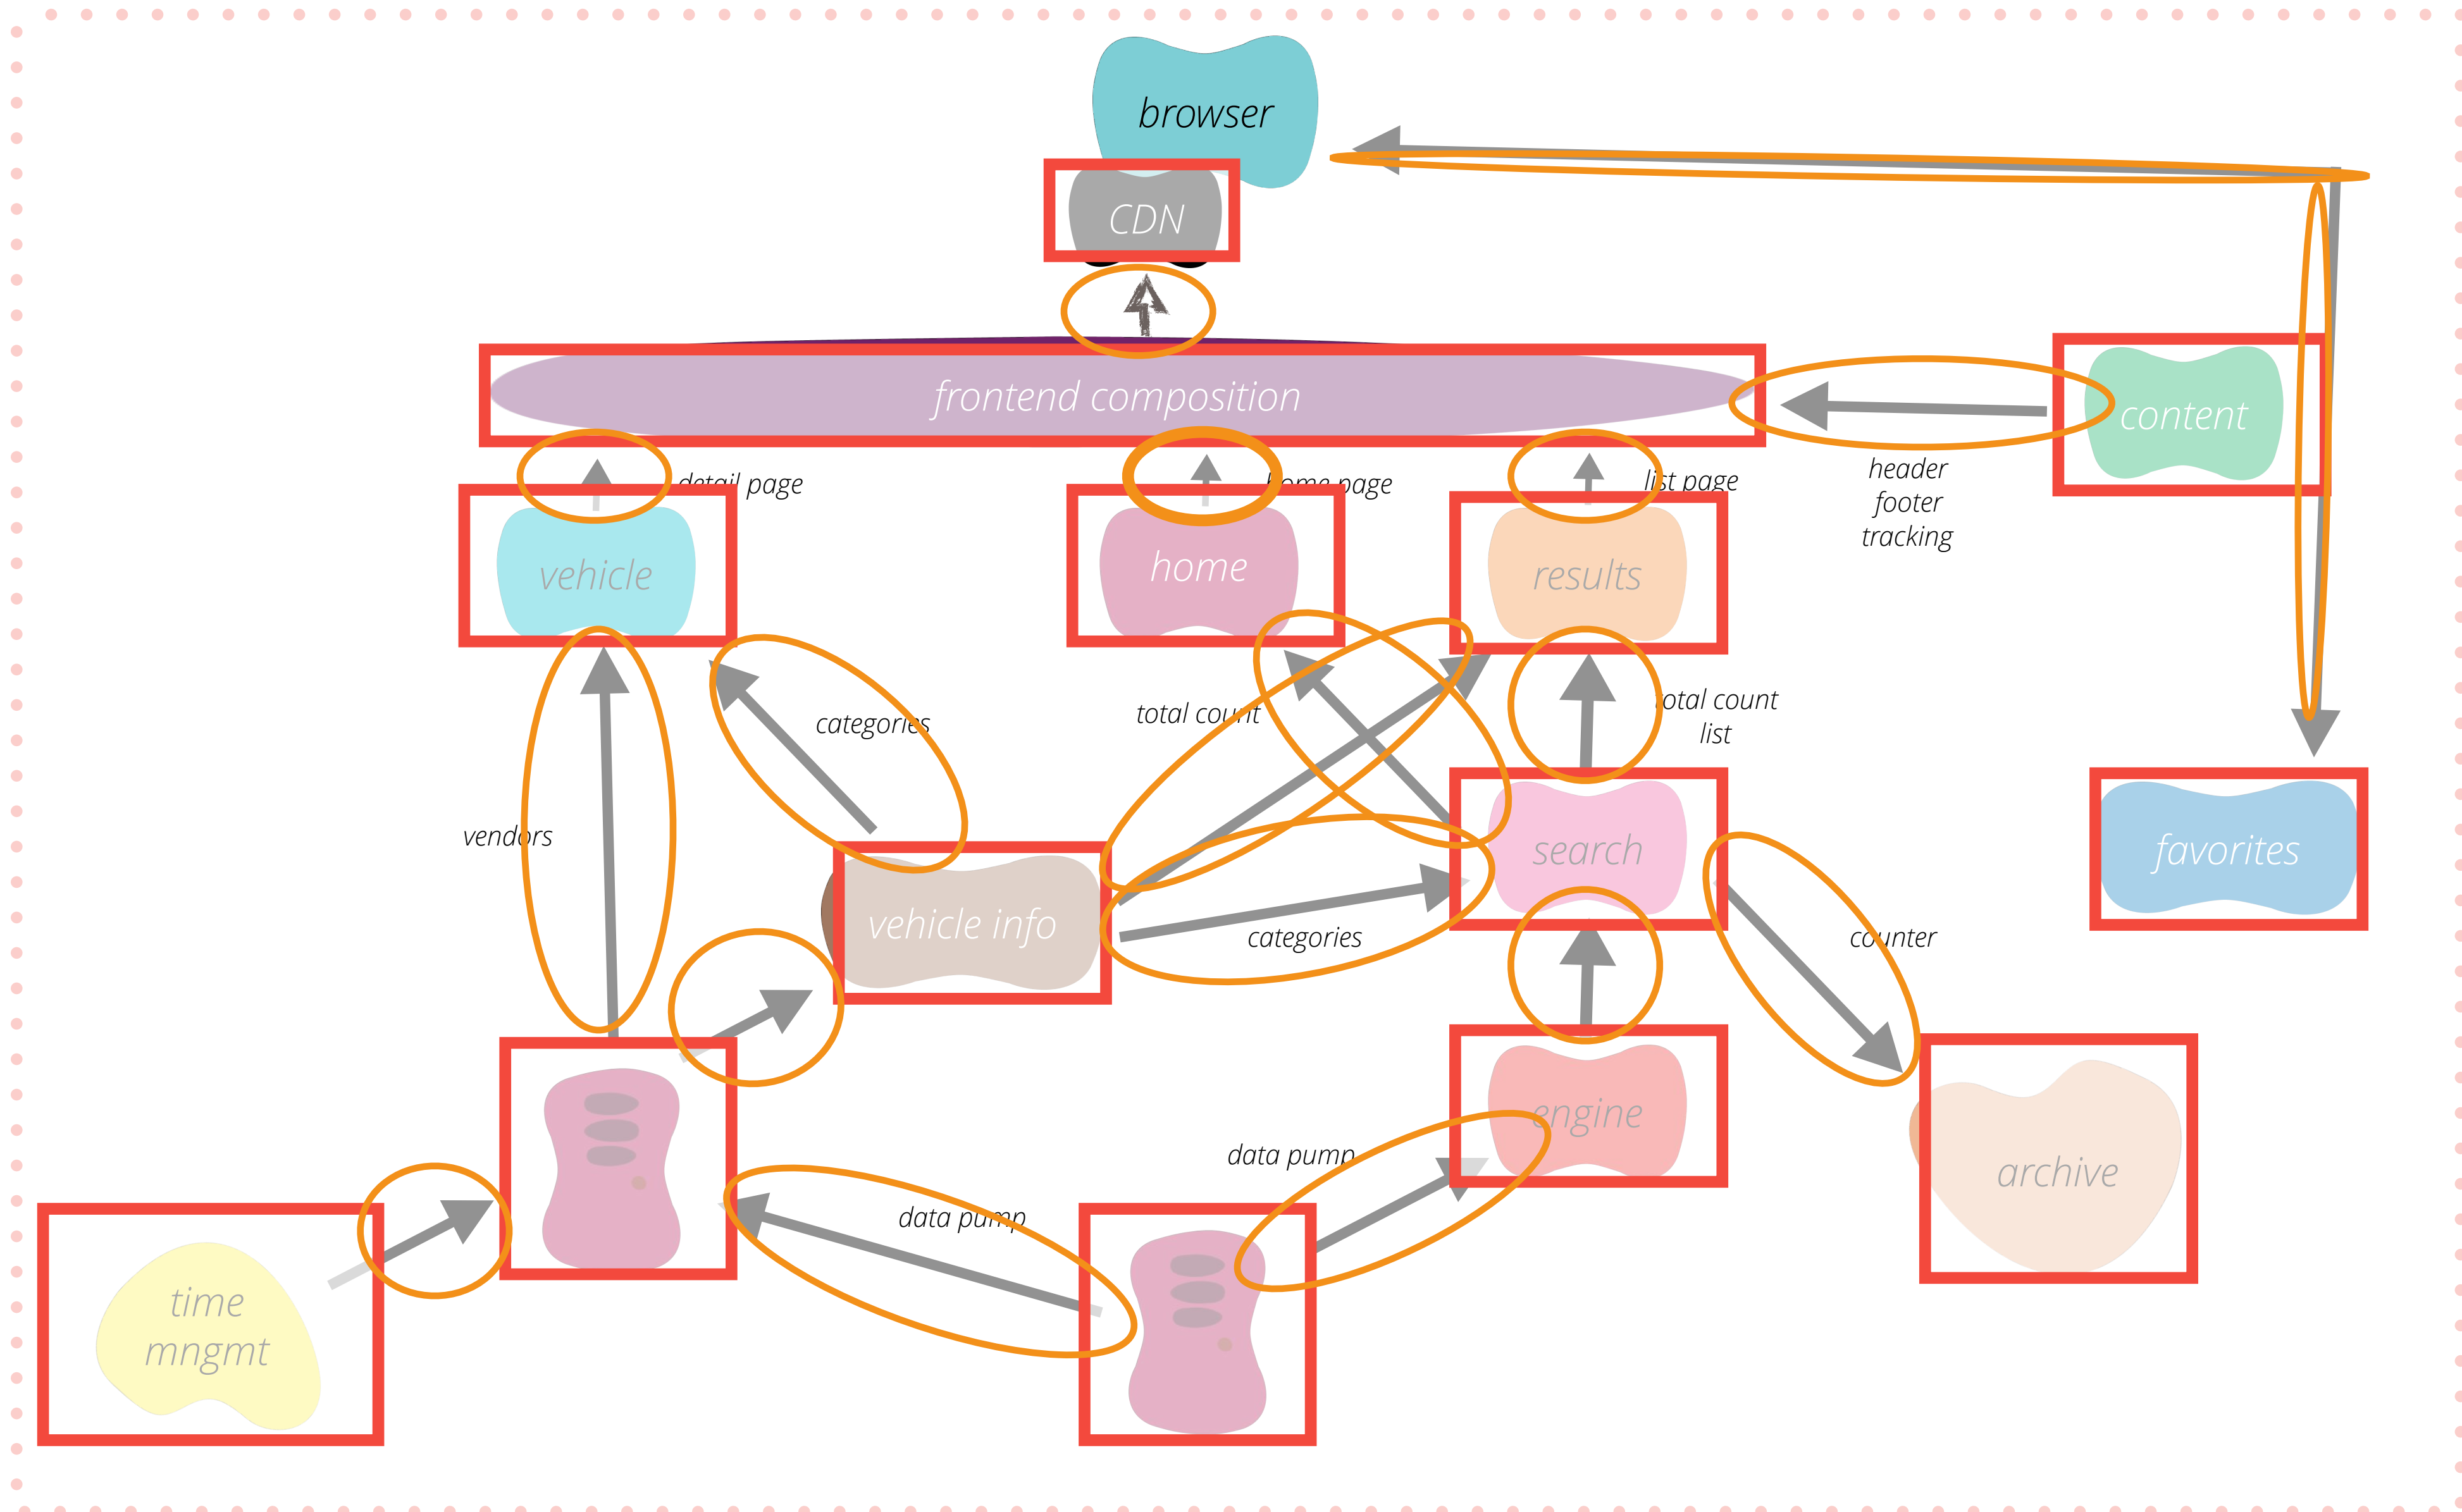 browser
CDN
frontend composition
content
detail page
home page
list page
header
footer
tracking
vehicle
home
results
categories
total count
total count
list
vendors
search
favorites
vehicle info
categories
counter
engine
data pump
archive
data pump
time
mngmt